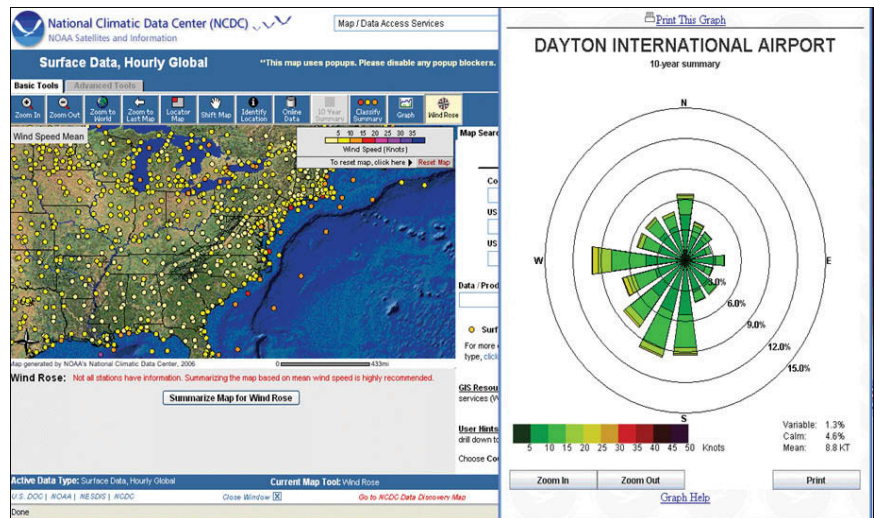 National Climatic Data Center (NCDC)
NOAA Satellites and Information
Map / Data Access Services
Surface Data, Hourly Global
**This map uses popups. Please disable any popup blockers.
Basic Tools
Advanced Tools
Zoom In
Zoom Out
Zoom to World
Zoom to Last Map
Locator Map
Shift Map
Identify Location
Online Data
10 Year Summary
Classify Summary
Graph
Wind Rose
Wind Speed Mean
5 10 15 20 25 30 35
Wind Speed (Knots)
To reset map, click here
Reset Map
Map Sear
Co
US
US
Data / Prod
Surf
For more
type, click
Map generated by NOAA's National Climatic Data Center, 2006
0
433mi
Wind Rose: Not all stations have information. Summarizing the map based on mean wind speed is highly recommended.
Summarize Map for Wind Rose
GIS Resou
services (W
User Hints
drill down to
Choose Cou
Active Data Type: Surface Data, Hourly Global
Current Map Tool: Wind Rose
U.S. DOC | NOAA | NESDIS | NCDC
Close Window
Go to NCDC Data Discovery Map
Done
Print This Graph
DAYTON INTERNATIONAL AIRPORT
10-year summary
N
W
E
S
3.0%
6.0%
9.0%
12.0%
15.0%
5 10 15 20 25 30 35 40 45 50 Knots
Variable: 1.3%
Calm: 4.6%
Mean: 8.8 KT
Zoom In
Zoom Out
Print
Graph Help